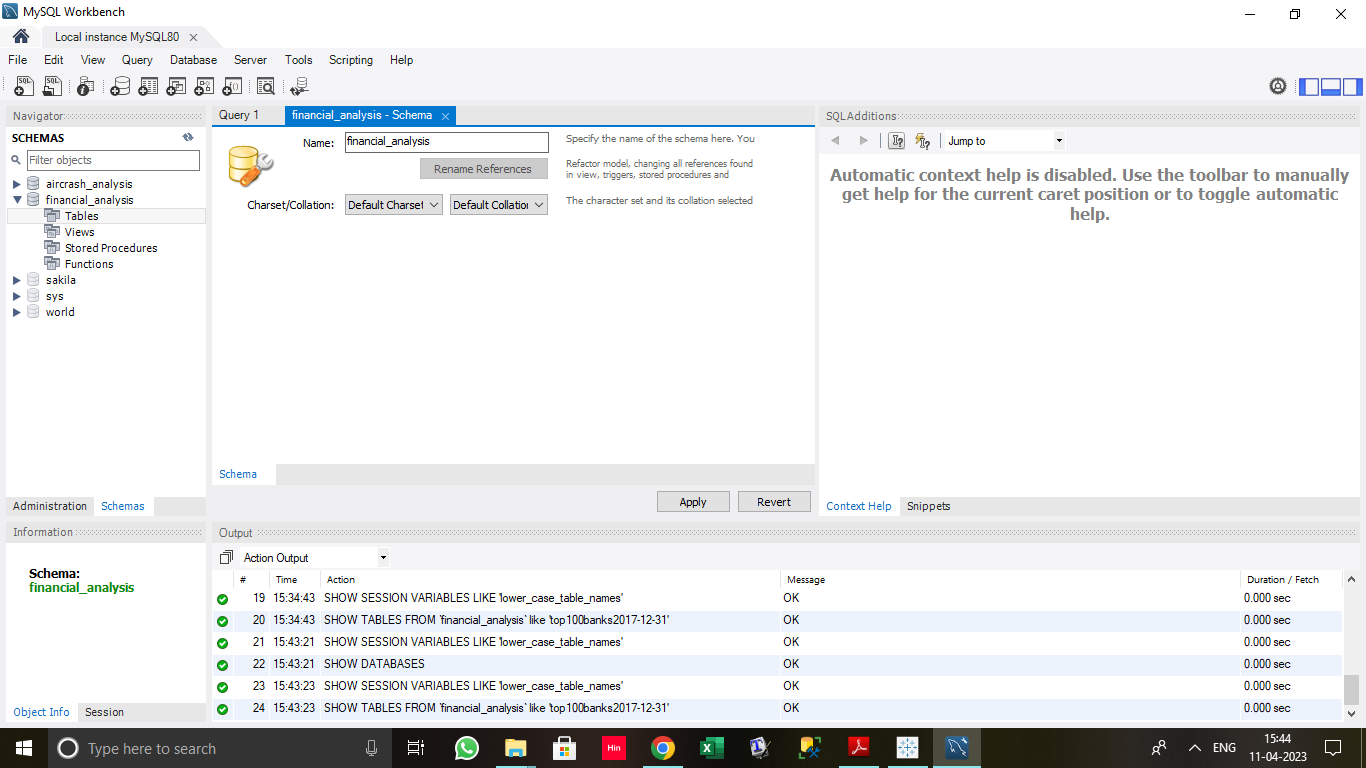 MySQL Workbench
Local instance MySQL80
File Edit View Query Database Server Tools Scripting Help
Navigator
SCHEMAS
Filter objects
aircrash_analysis
financial_analysis
Tables
Views
Stored Procedures
Functions
sakila
sys
world
Administration Schemas
Information
Schema:
financial_analysis
Object Info Session
Query 1 financial_analysis - Schema
Name: financial_analysis
Specify the name of the schema here. You
Rename References
Refactor model, changing all references found
in view, triggers, stored procedures and
Charset/Collation: Default Charset Default Collation
The character set and its collation selected
Schema
Apply Revert
SQLAdditions
Jump to
Automatic context help is disabled. Use the toolbar to manually
get help for the current caret position or to toggle automatic
help.
Context Help Snippets
Output
Action Output
# Time Action Message Duration / Fetch
19 15:34:43 SHOW SESSION VARIABLES LIKE 'lower_case_table_names' OK 0.000 sec
20 15:34:43 SHOW TABLES FROM `financial_analysis` like 'top100banks2017-12-31' OK 0.000 sec
21 15:43:21 SHOW SESSION VARIABLES LIKE 'lower_case_table_names' OK 0.000 sec
22 15:43:21 SHOW DATABASES OK 0.000 sec
23 15:43:23 SHOW SESSION VARIABLES LIKE 'lower_case_table_names' OK 0.000 sec
24 15:43:23 SHOW TABLES FROM `financial_analysis` like 'top100banks2017-12-31' OK 0.000 sec
Type here to search
Hin
ENG
15:44
11-04-2023